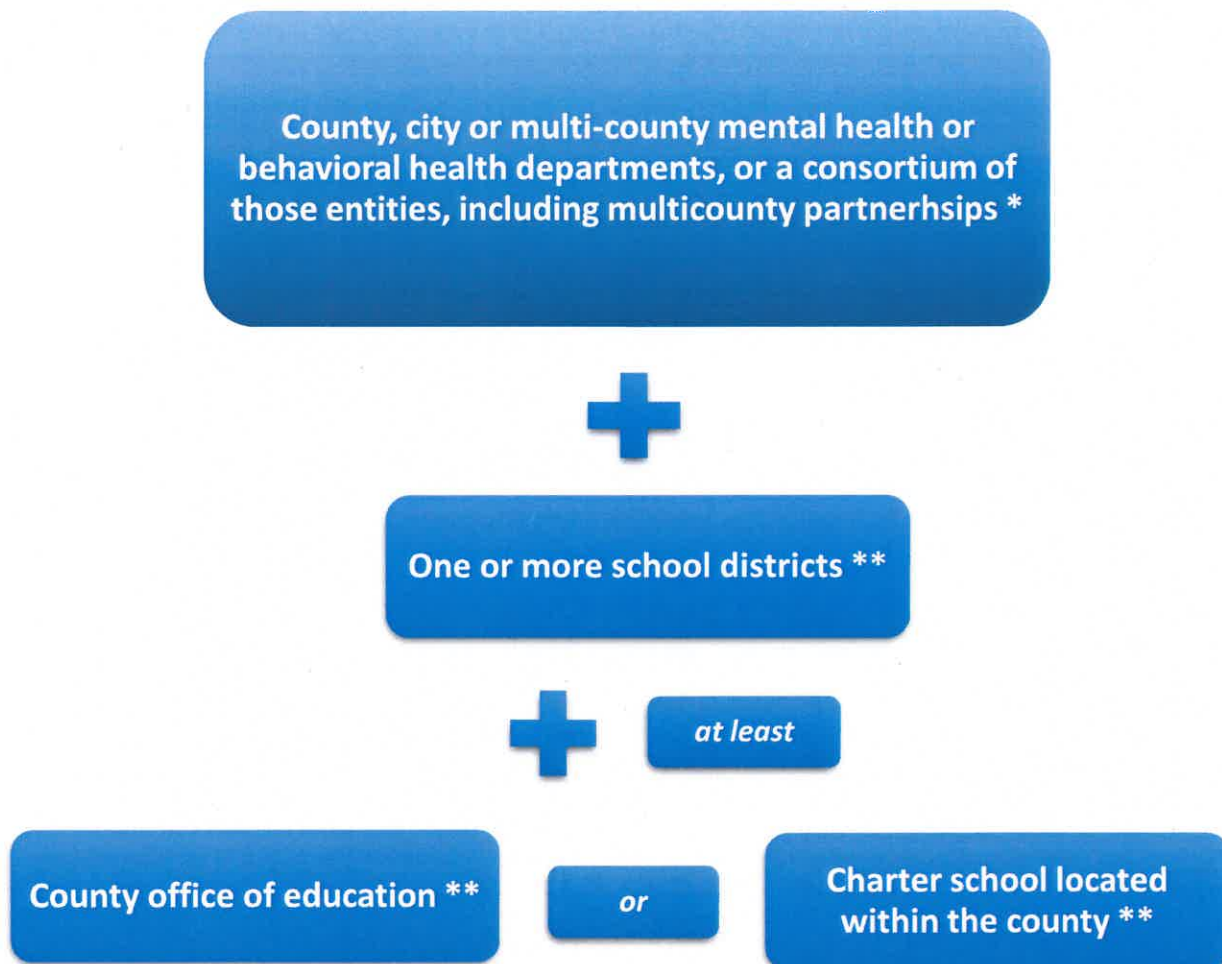 County, city or multi-county mental health or
behavioral health departments, or a consortium of
those entities, including multicounty partnerhsips *
One or more school districts **
at least
County office of education **
or
Charter school located
within the county **